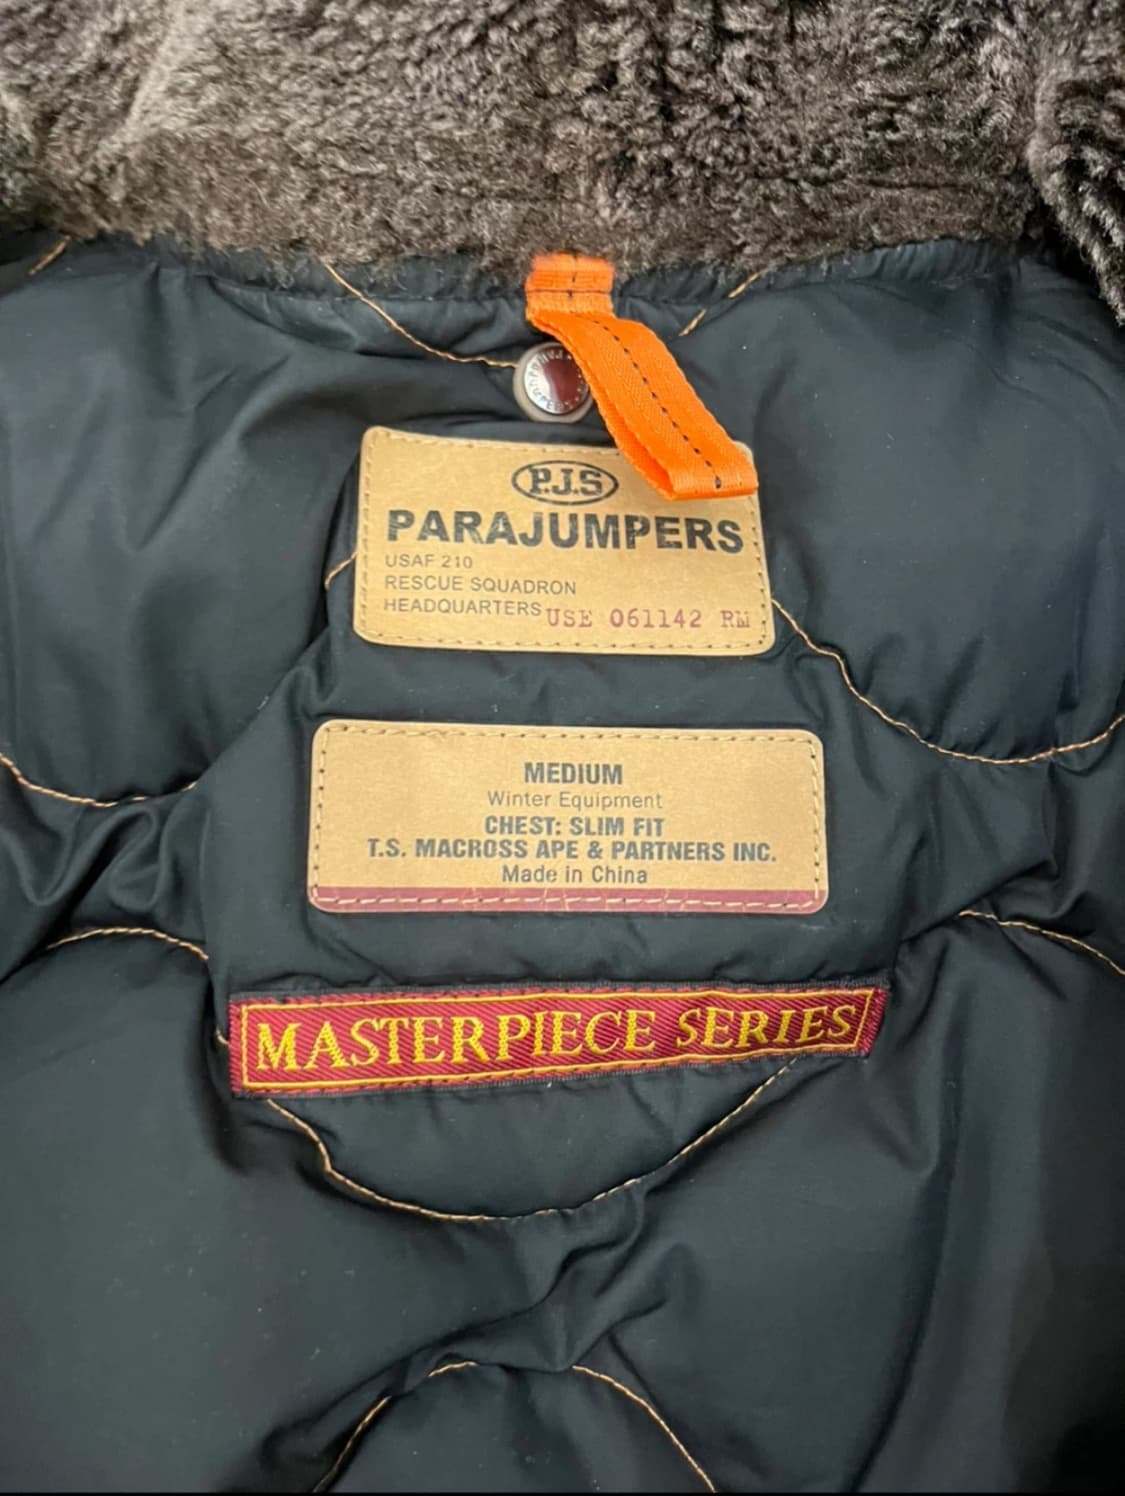 P.J.S
PARAJUMPERS
USAF 210
RESCUE SQUADRON
HEADQUARTERS USE 061142 RM
MEDIUM
Winter Equipment
CHEST: SLIM FIT
T.S. MACROSS APE & PARTNERS INC.
Made in China
MASTERPIECE SERIES